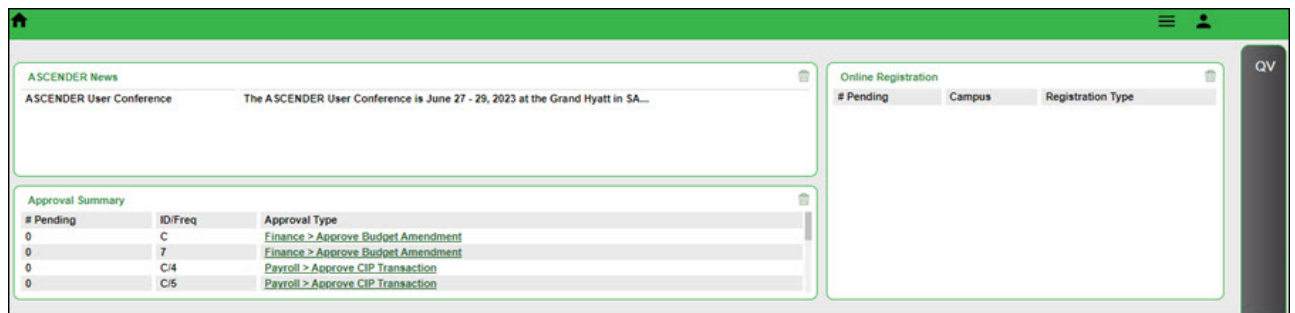 QV
ASCENDER News
ASCENDER User Conference The ASCENDER User Conference is June 27 - 29, 2023 at the Grand Hyatt in SA...
Online Registration
# Pending Campus Registration Type
Approval Summary
# Pending ID/Freq Approval Type
0 C Finance > Approve Budget Amendment
0 7 Finance > Approve Budget Amendment
0 C/4 Payroll > Approve CIP Transaction
0 C/5 Payroll > Approve CIP Transaction